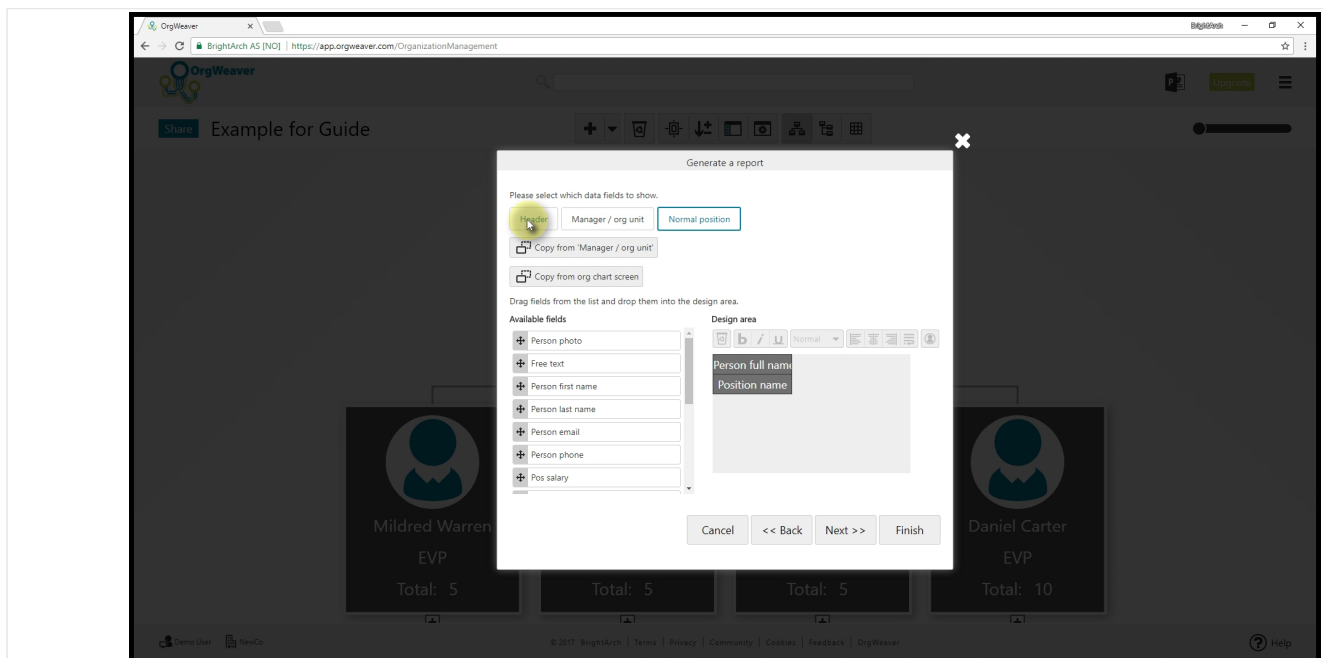 OrgWeaver
BrightArch
BrightArch AS [NO] | https://app.orgweaver.com/OrganizationManagement
OrgWeaver
Upgrade
Share Example for Guide
Generate a report
Please select which data fields to show.
Header Manager / org unit Normal position
Copy from 'Manager / org unit'
Copy from org chart screen
Drag fields from the list and drop them into the design area.
Available fields Design area
Person photo b i U Normal
Free text Person full name
Person first name Position name
Person last name
Person email
Person phone
Pos salary
Cancel << Back Next >> Finish
Mildred Warren Daniel Carter
EVP EVP
Total: 5 Total: 5 Total: 5 Total: 10
Demo User NewCo © 2017 BrightArch | Terms | Privacy | Community | Cookies | Feedback | OrgWeaver Help